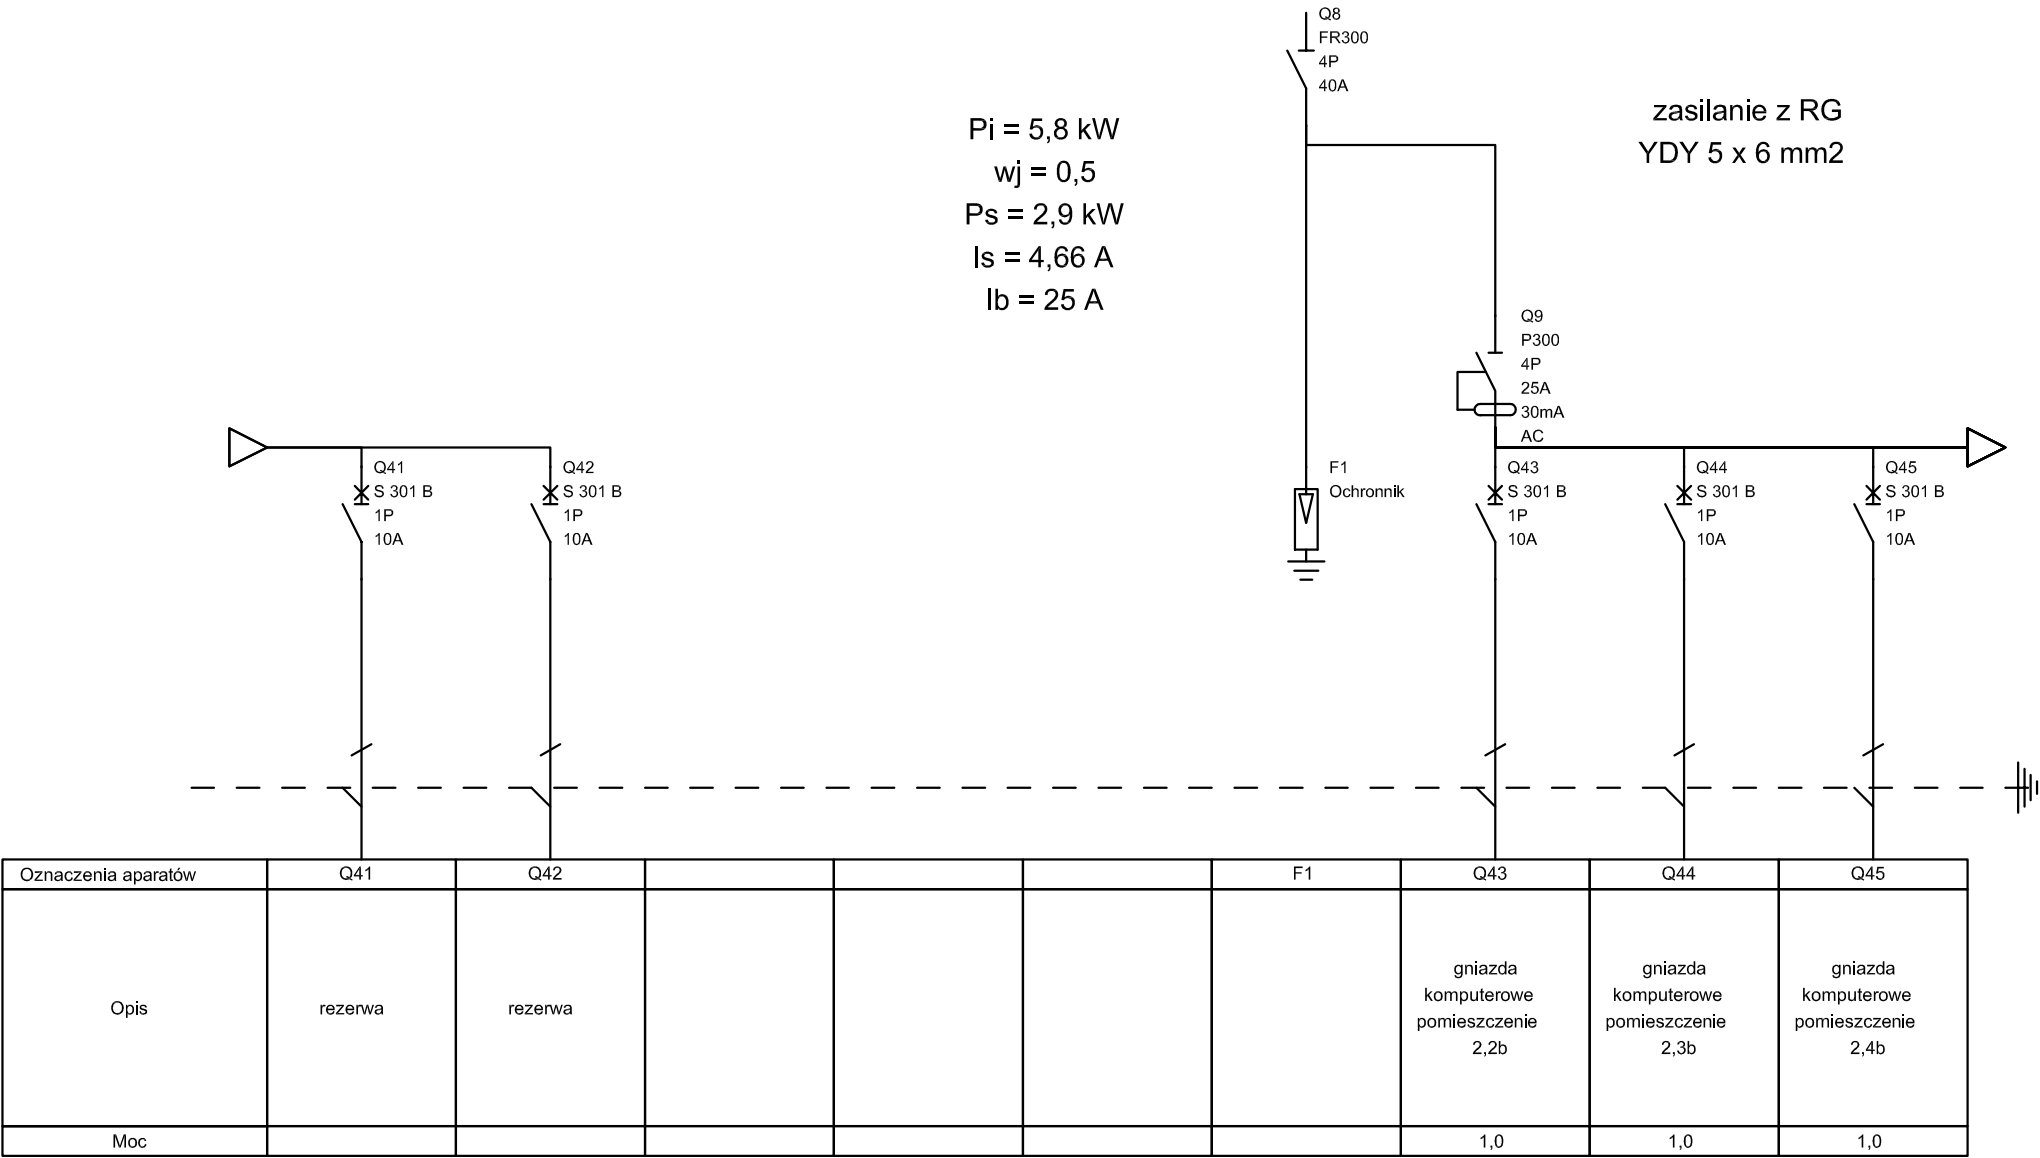 Q8
FR300
4P
40A
zasilanie z RG
YDY 5 x 6 mm2
Pi = 5,8 kW
wj = 0,5
Ps = 2,9 kW
Is = 4,66 A
Ib = 25 A
Q9
P300
4P
25A
30mA
AC
Q41
S 301 B
1P
10A
Q42
S 301 B
1P
10A
F1
Ochronnik
Q43
S 301 B
1P
10A
Q44
S 301 B
1P
10A
Q45
S 301 B
1P
10A
Oznaczenia aparatów Q41 Q42 F1 Q43 Q44 Q45
Opis
rezerwa
rezerwa
gniazda
komputerowe
pomieszczenie
2,2b
gniazda
komputerowe
pomieszczenie
2,3b
gniazda
komputerowe
pomieszczenie
2,4b
Moc 1,0 1,0 1,0